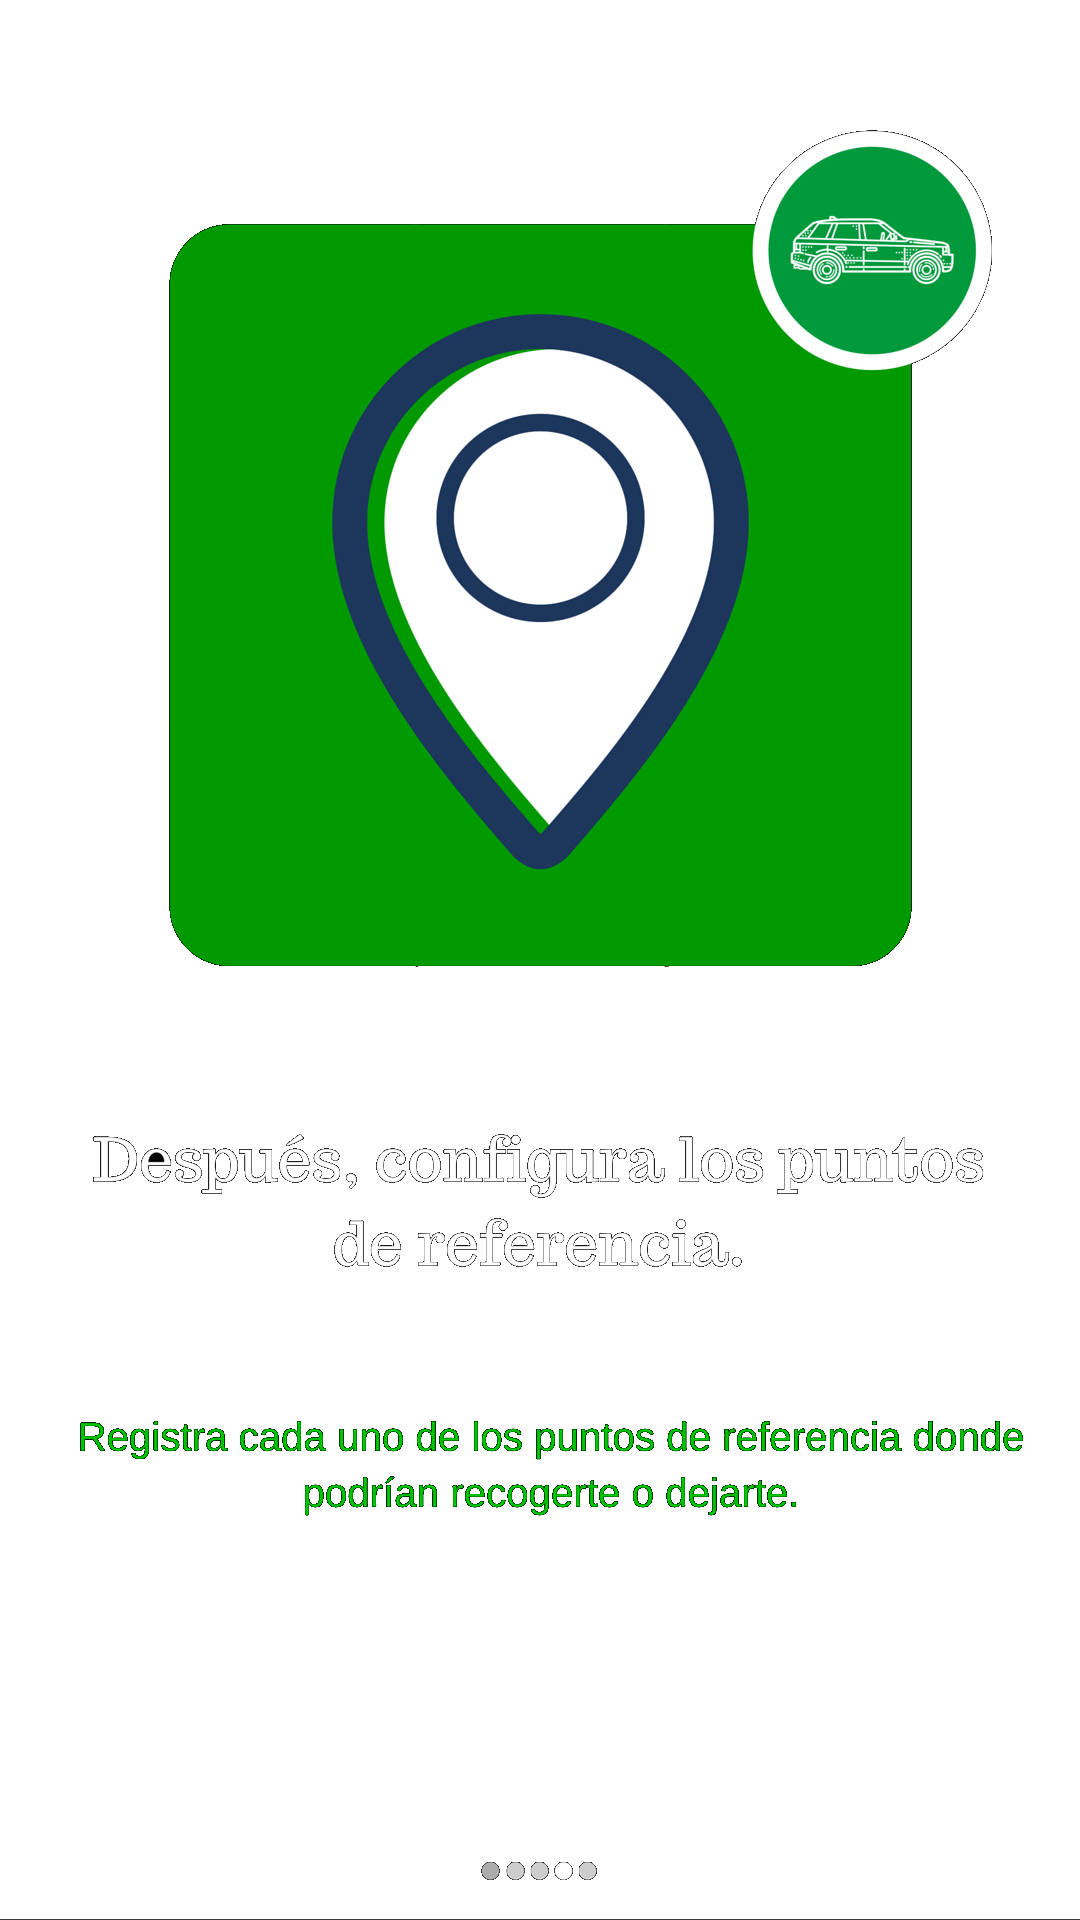 Después, configura los puntos
de referencia.
Registra cada uno de los puntos de referencia donde
podrían recogerte o dejarte.